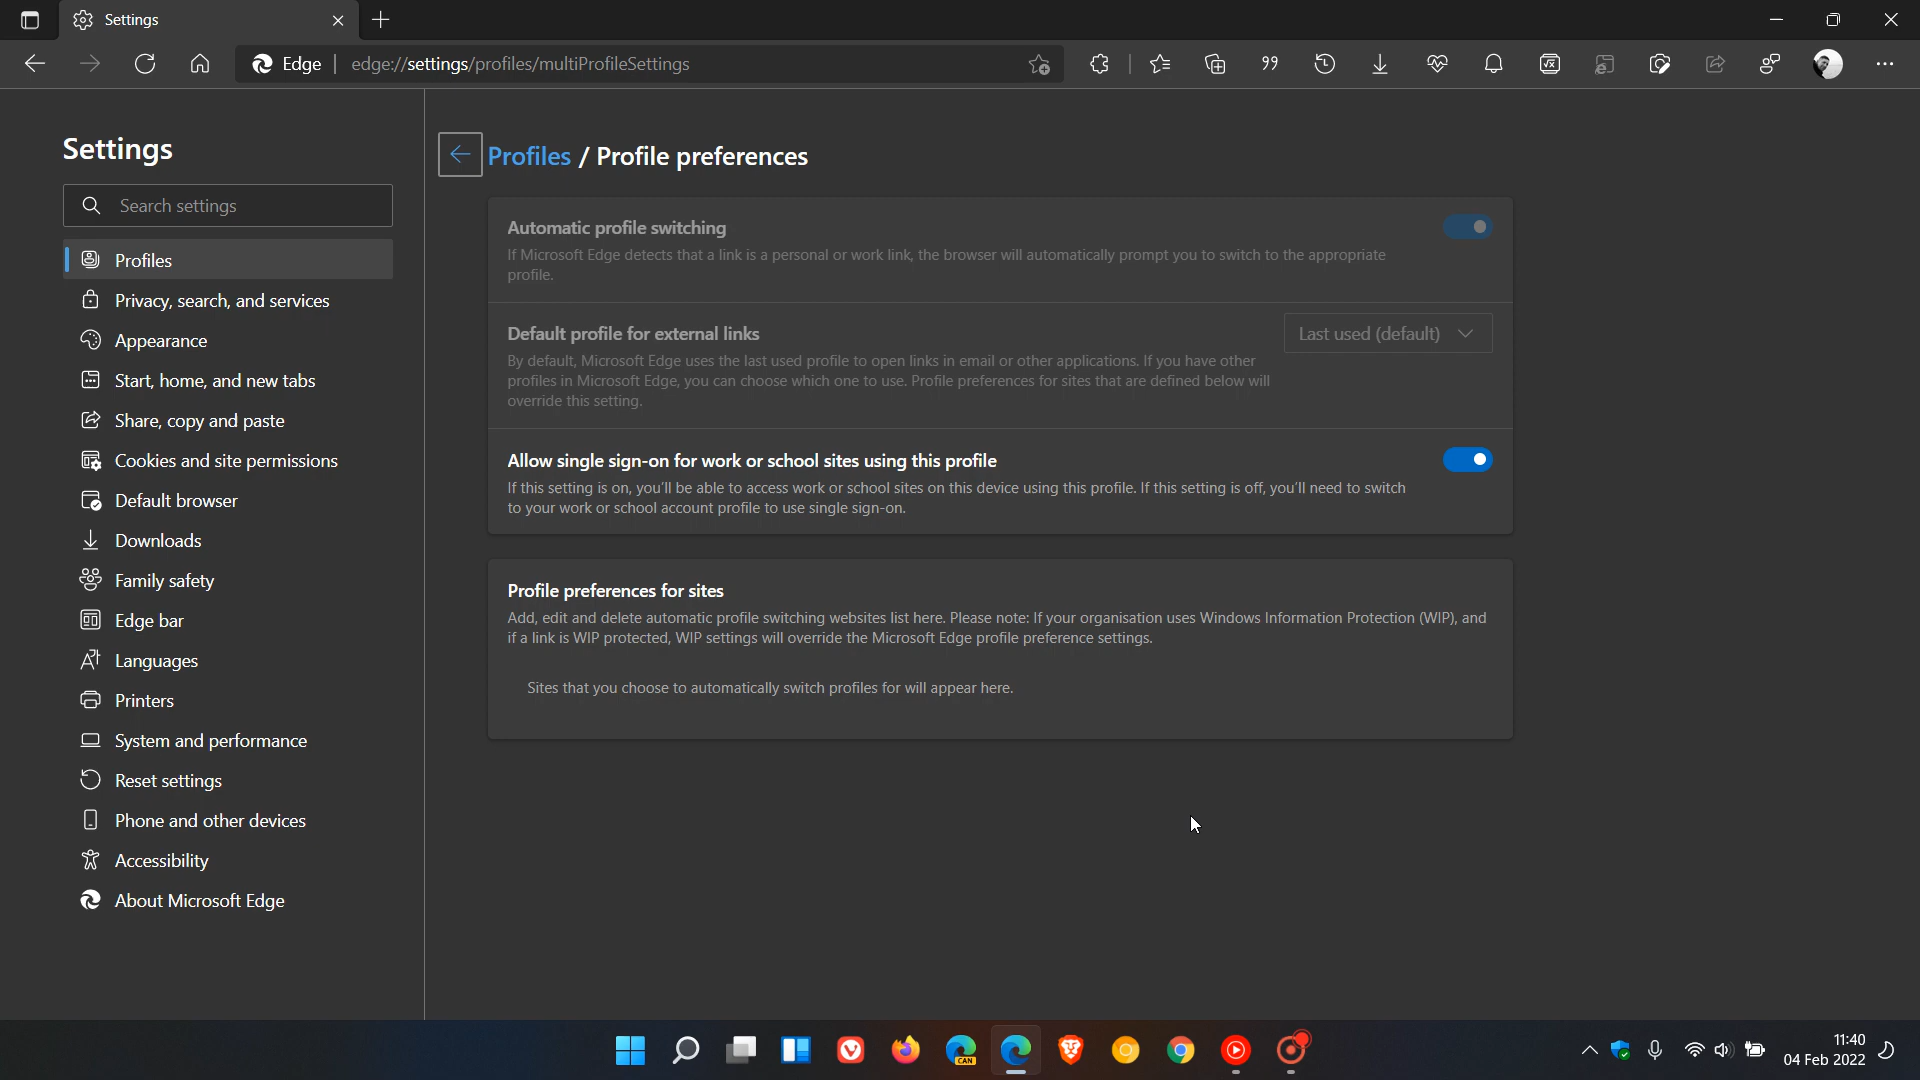 Settings
Edge
edge://settings/profiles/multiProfileSettings
Settings
Search settings
Profiles
Privacy, search, and services
Appearance
Start, home, and new tabs
Share, copy and paste
Cookies and site permissions
Default browser
Downloads
Family safety
Edge bar
Languages
Printers
System and performance
Reset settings
Phone and other devices
Accessibility
About Microsoft Edge
Profiles / Profile preferences
Automatic profile switching
If Microsoft Edge detects that a link is a personal or work link, the browser will automatically prompt you to switch to the appropriate
profile.
Default profile for external links
Last used (default)
By default, Microsoft Edge uses the last used profile to open links in email or other applications. If you have other
profiles in Microsoft Edge, you can choose which one to use. Profile preferences for sites that are defined below will
override this setting.
Allow single sign-on for work or school sites using this profile
If this setting is on, you'll be able to access work or school sites on this device using this profile. If this setting is off, you'll need to switch
to your work or school account profile to use single sign-on.
Profile preferences for sites
Add, edit and delete automatic profile switching websites list here. Please note: If your organisation uses Windows Information Protection (WIP), and
if a link is WIP protected, WIP settings will override the Microsoft Edge profile preference settings.
Sites that you choose to automatically switch profiles for will appear here.
CAN
11:40
04 Feb 2022